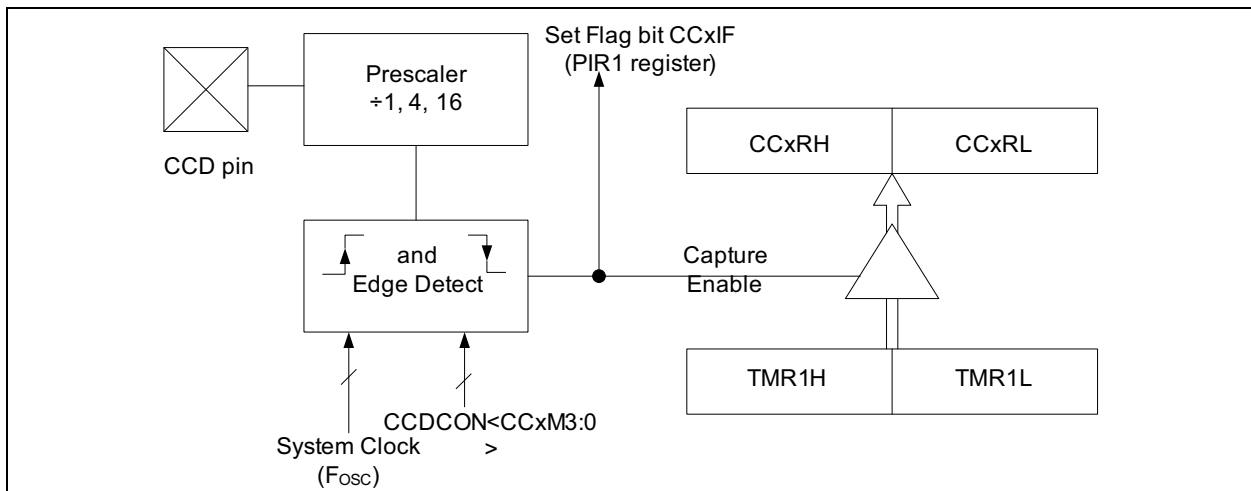 Set Flag bit CCxIF
(PIR1 register)
Prescaler
÷1, 4, 16
CCD pin
CCxRH
CCxRL
and
Edge Detect
Capture
Enable
TMR1H
TMR1L
CCDCON<CCxM3:0
>
System Clock
(FOSC)